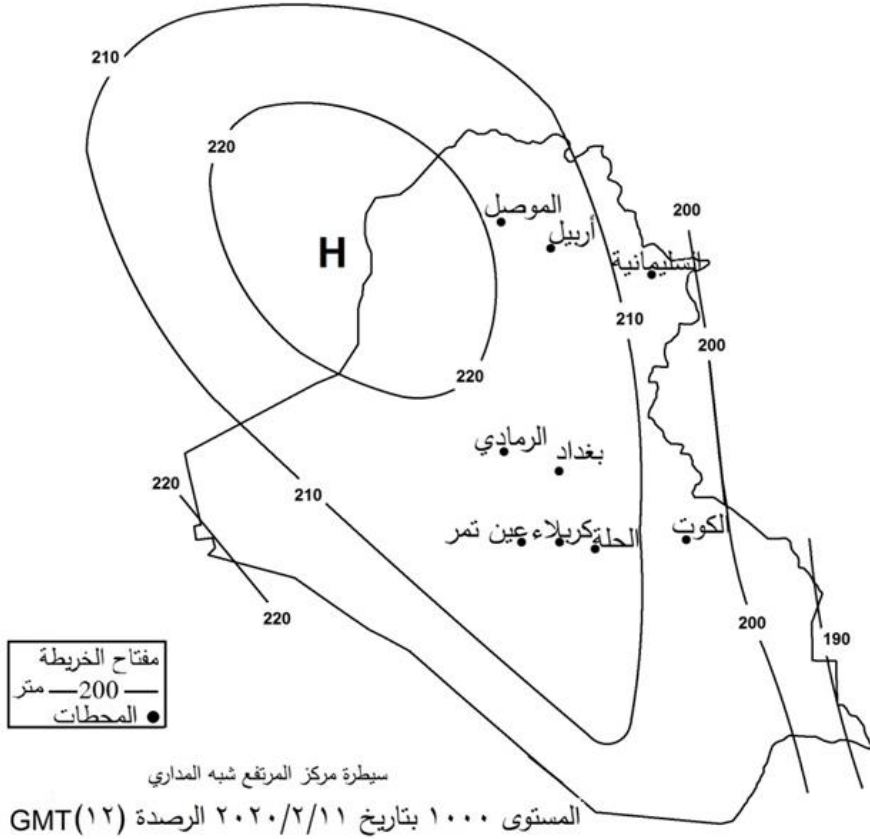 210
220
200
الموصل
أربيل
H
السليمانية
210
200
220
الرمادي
بغداد
220
210
عين تمر
كربلاء
الحلة
الكوت
220
200
190
مفتاح الخريطة
200 متر
المحطات
سيطرة مركز المرتفع شبه المداري
المستوى ١٠٠٠ بتاريخ ٢٠٢٠/٢/١١ الرصدة (١٢) GMT